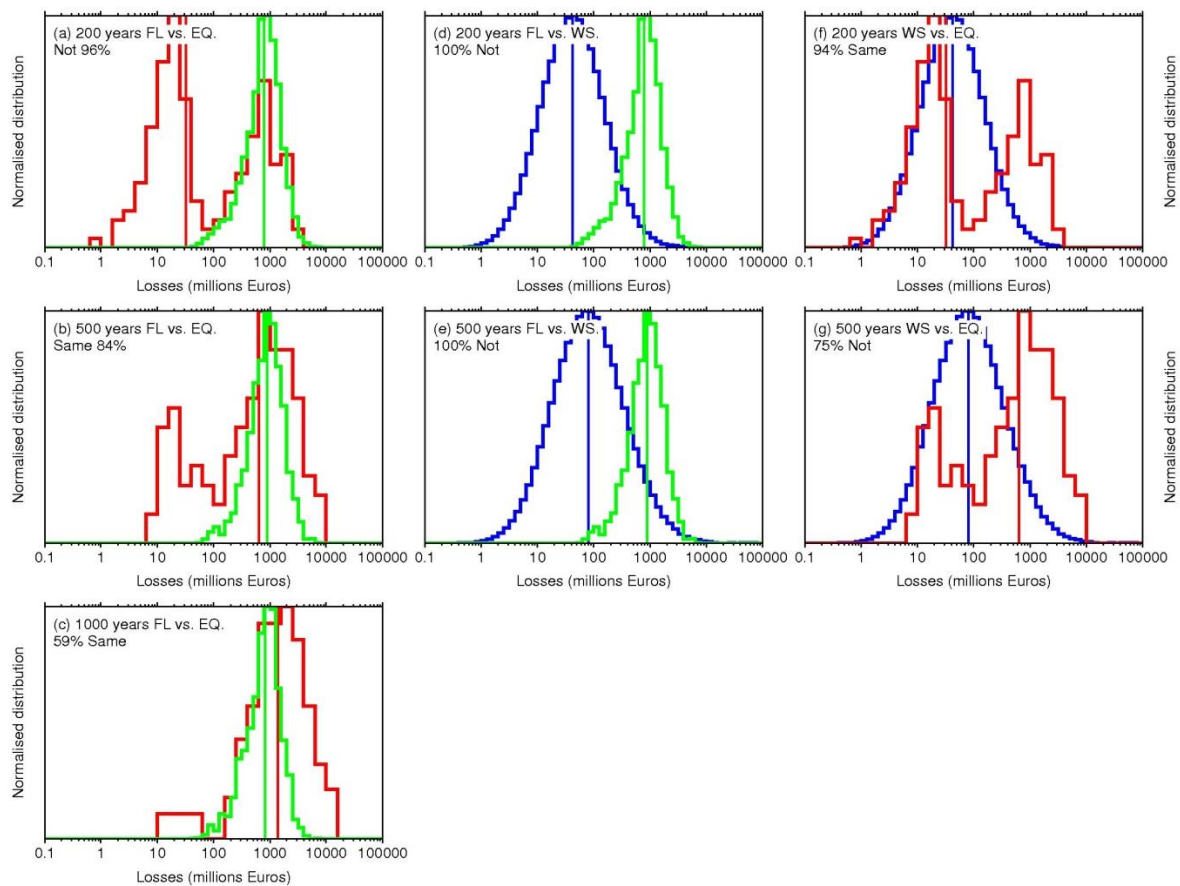 (a) 200 years FL vs. EQ.
Not 96%
Normalised distribution
0.1 1 10 100 1000 10000 100000
Losses (millions Euros)
(d) 200 years FL vs. WS.
100% Not
0.1 1 10 100 1000 10000 100000
Losses (millions Euros)
(f) 200 years WS vs. EQ.
94% Same
Normalised distribution
0.1 1 10 100 1000 10000 100000
Losses (millions Euros)
(b) 500 years FL vs. EQ.
Same 84%
Normalised distribution
0.1 1 10 100 1000 10000 100000
Losses (millions Euros)
(e) 500 years FL vs. WS.
100% Not
0.1 1 10 100 1000 10000 100000
Losses (millions Euros)
(g) 500 years WS vs. EQ.
75% Not
Normalised distribution
0.1 1 10 100 1000 10000 100000
Losses (millions Euros)
(c) 1000 years FL vs. EQ.
59% Same
Normalised distribution
0.1 1 10 100 1000 10000 100000
Losses (millions Euros)